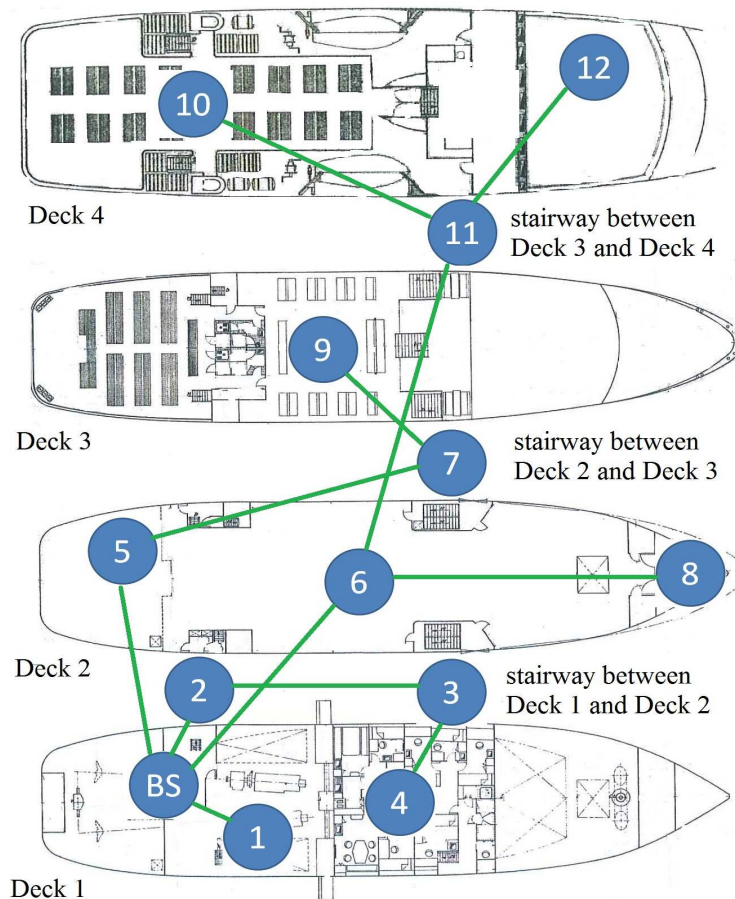 12
10
Deck 4
11
stairway between
Deck 3 and Deck 4
9
Deck 3
7
stairway between
Deck 2 and Deck 3
5
6
8
Deck 2
2
3
stairway between
Deck 1 and Deck 2
BS
4
1
Deck 1